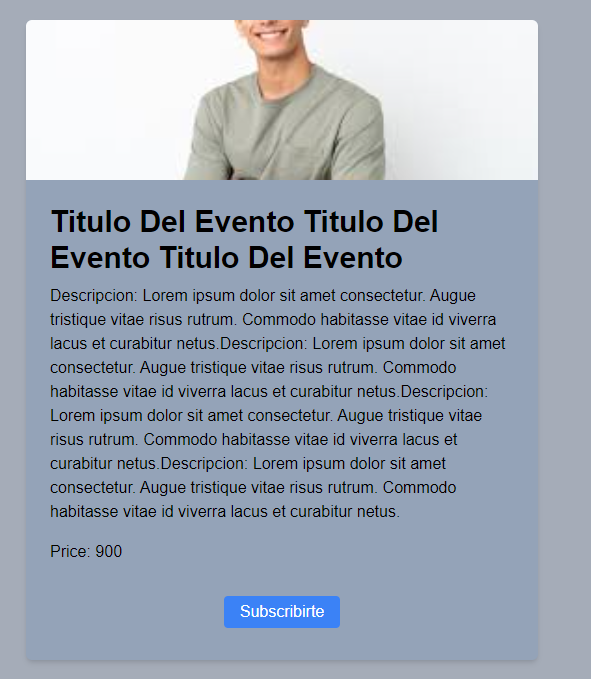 Titulo Del Evento Titulo Del
Evento Titulo Del Evento
Descripcion: Lorem ipsum dolor sit amet consectetur. Augue
tristique vitae risus rutrum. Commodo habitasse vitae id viverra
lacus et curabitur netus.Descripcion: Lorem ipsum dolor sit amet
consectetur. Augue tristique vitae risus rutrum. Commodo
habitasse vitae id viverra lacus et curabitur netus.Descripcion:
Lorem ipsum dolor sit amet consectetur. Augue tristique vitae
risus rutrum. Commodo habitasse vitae id viverra lacus et
curabitur netus.Descripcion: Lorem ipsum dolor sit amet
consectetur. Augue tristique vitae risus rutrum. Commodo
habitasse vitae id viverra lacus et curabitur netus.
Price: 900
Subscribirte